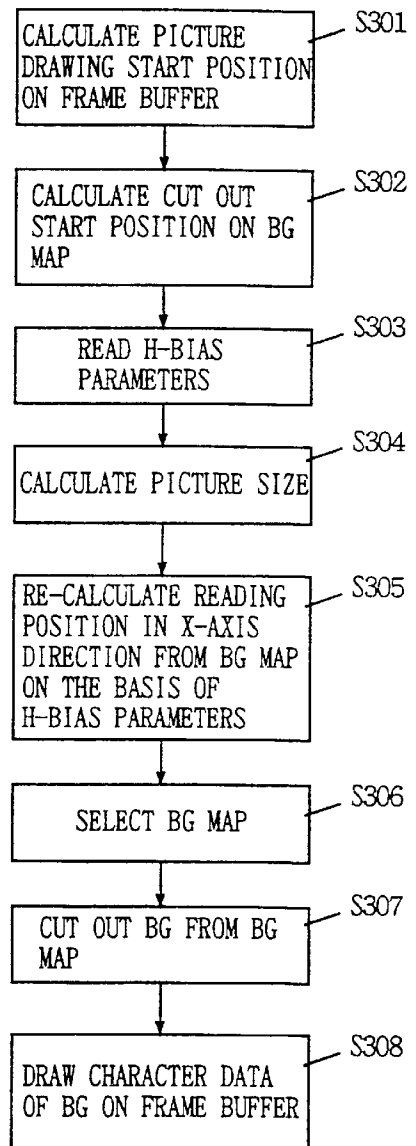 CALCULATE PICTURE
DRAWING START POSITION
ON FRAME BUFFER
S301
CALCULATE CUT OUT
START POSITION ON BG
MAP
S302
READ H-BIAS
PARAMETERS
S303
CALCULATE PICTURE SIZE
S304
RE-CALCULATE READING
POSITION IN X-AXIS
DIRECTION FROM BG MAP
ON THE BASIS OF
H-BIAS PARAMETERS
S305
SELECT BG MAP
S306
CUT OUT BG FROM BG
MAP
S307
DRAW CHARACTER DATA
OF BG ON FRAME BUFFER
S308